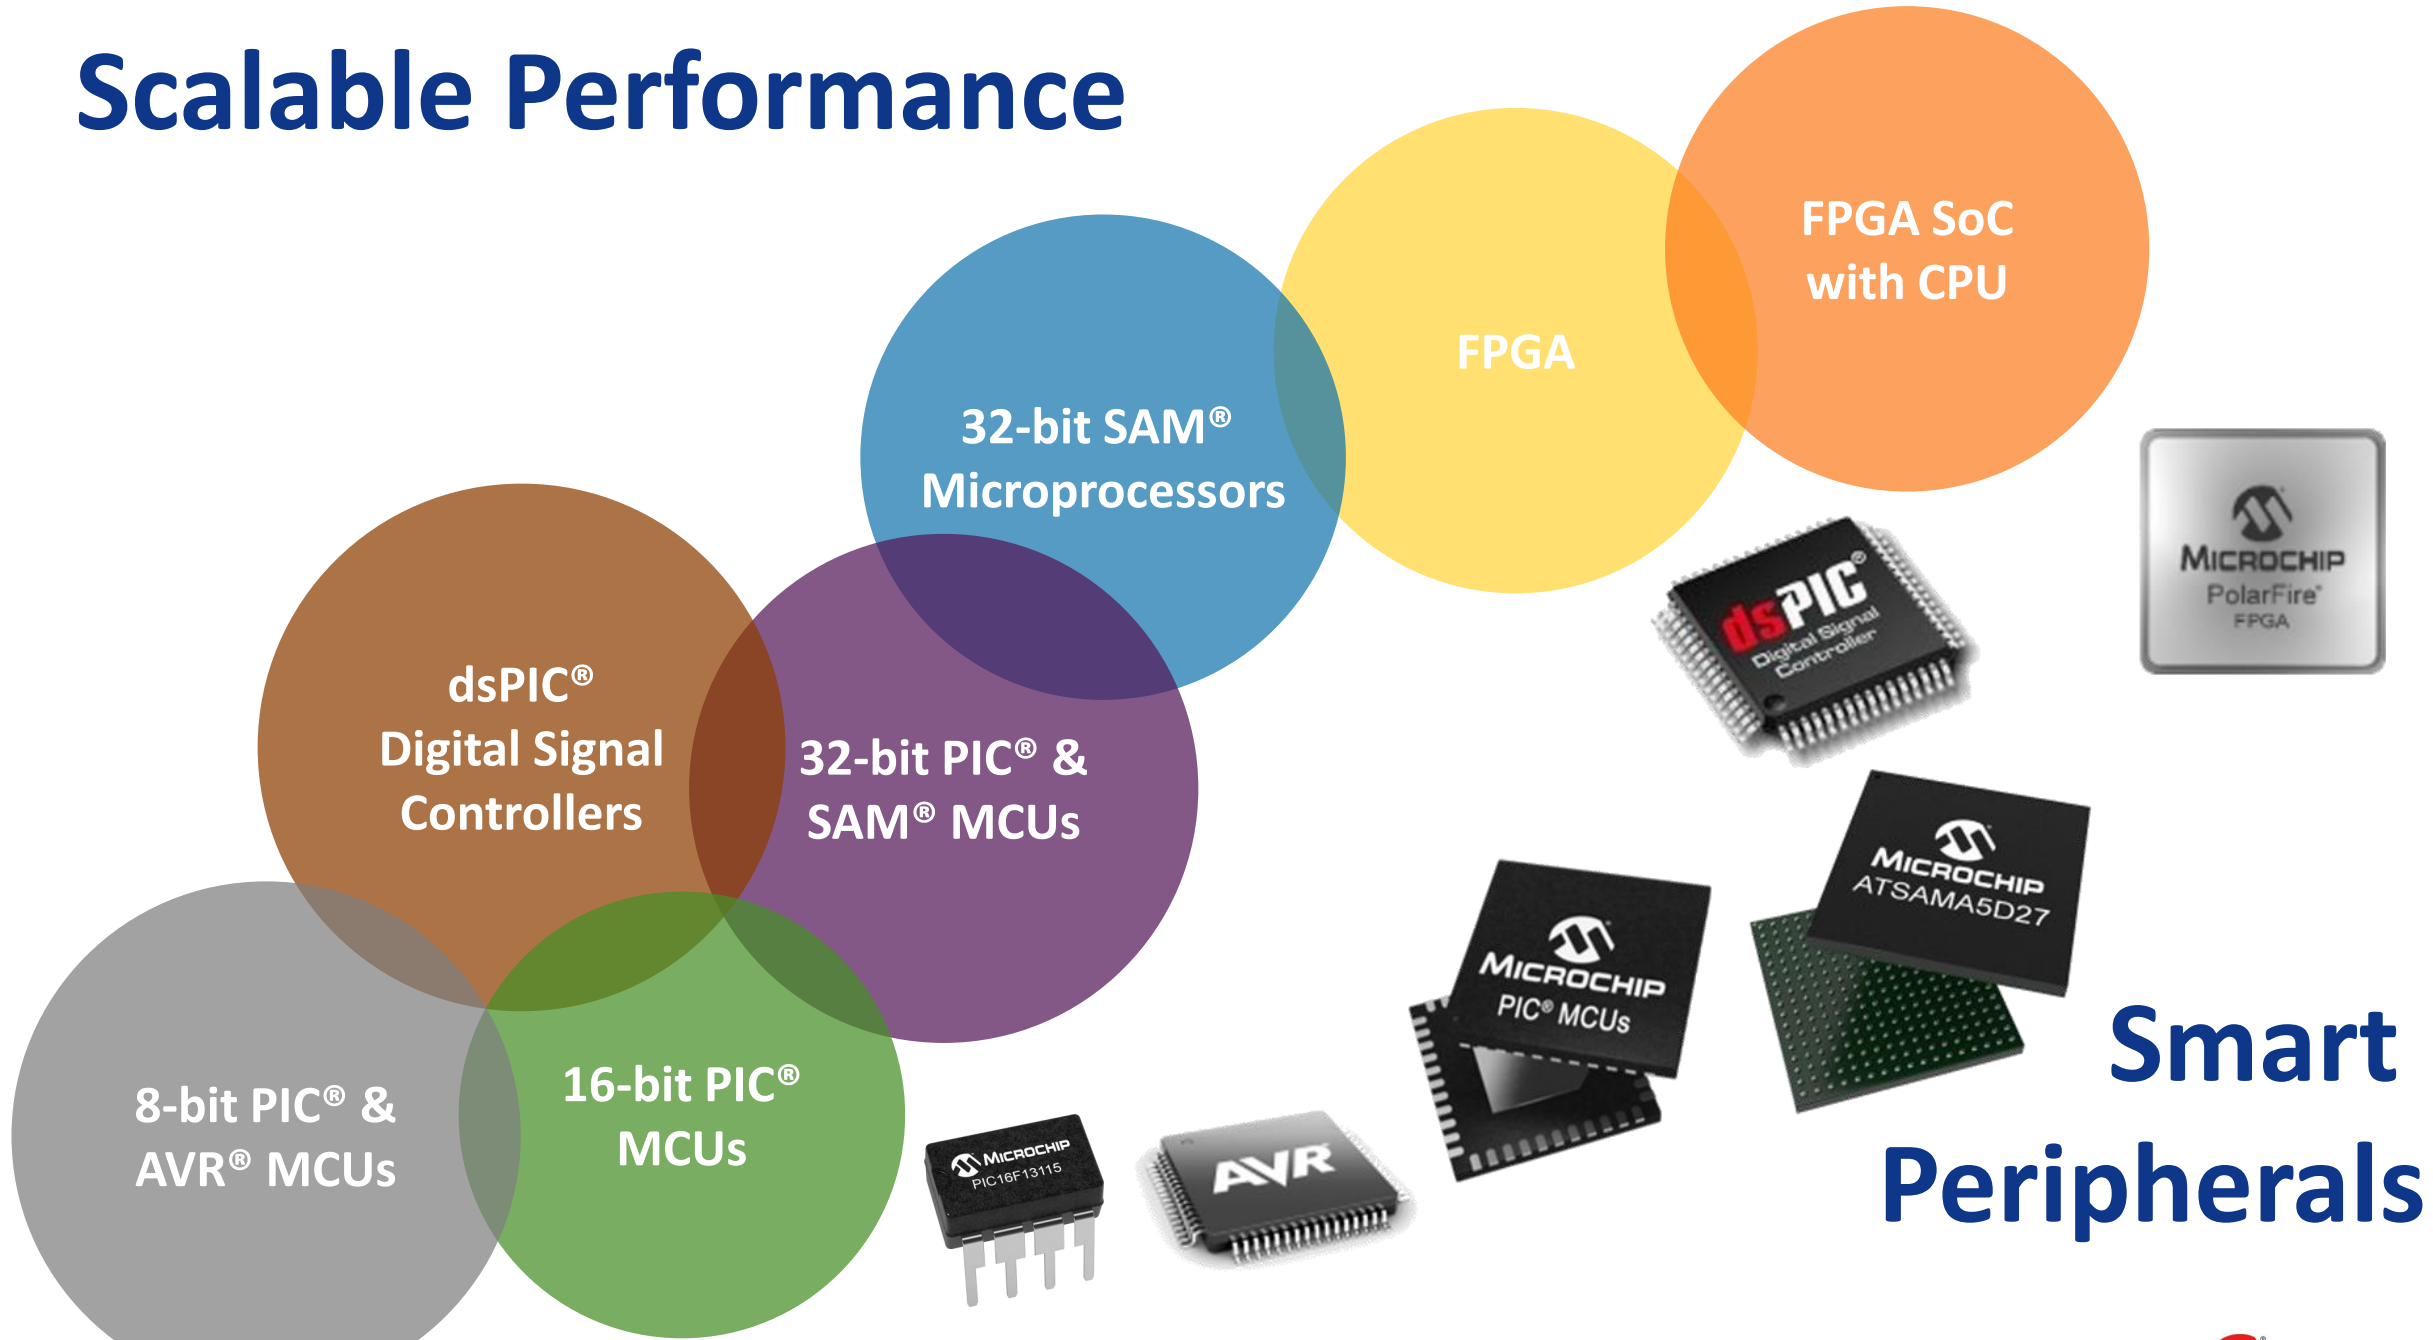 Scalable Performance
FPGA SoC
with CPU
FPGA
32-bit SAM®
Microprocessors
dsPIC®
Digital Signal
Controllers
32-bit PIC® &
SAM® MCUs
8-bit PIC® &
AVR® MCUs
16-bit PIC®
MCUs
MICROCHIP
PolarFire®
FPGA
dsPIC®
Digital Signal
Controller
MICROCHIP
ATSAMA5D27
MICROCHIP
PIC® MCUs
MICROCHIP
PIC16F13115
AVR
Smart
Peripherals